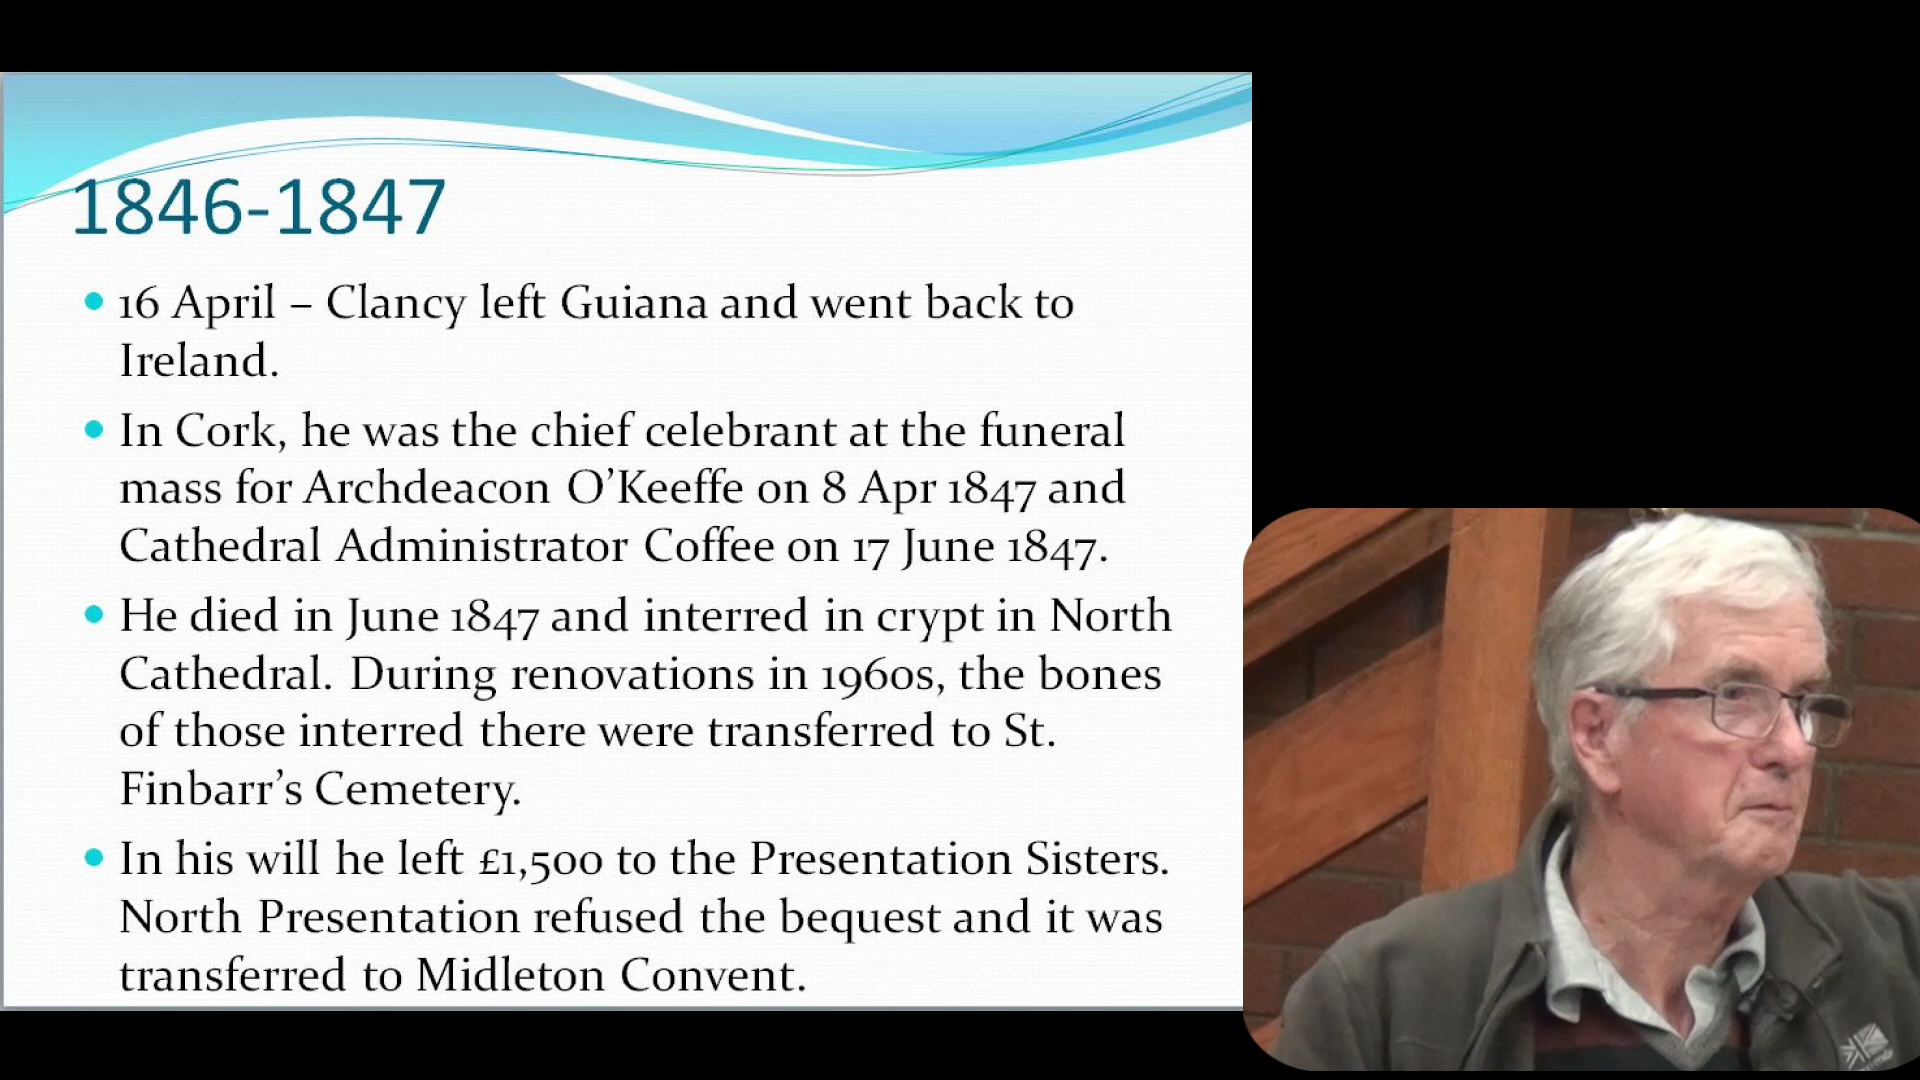 1846-1847
16 April – Clancy left Guiana and went back to
Ireland.
In Cork, he was the chief celebrant at the funeral
mass for Archdeacon O’Keeffe on 8 Apr 1847 and
Cathedral Administrator Coffee on 17 June 1847.
He died in June 1847 and interred in crypt in North
Cathedral. During renovations in 1960s, the bones
of those interred there were transferred to St.
Finbarr’s Cemetery.
In his will he left £1,500 to the Presentation Sisters.
North Presentation refused the bequest and it was
transferred to Midleton Convent.